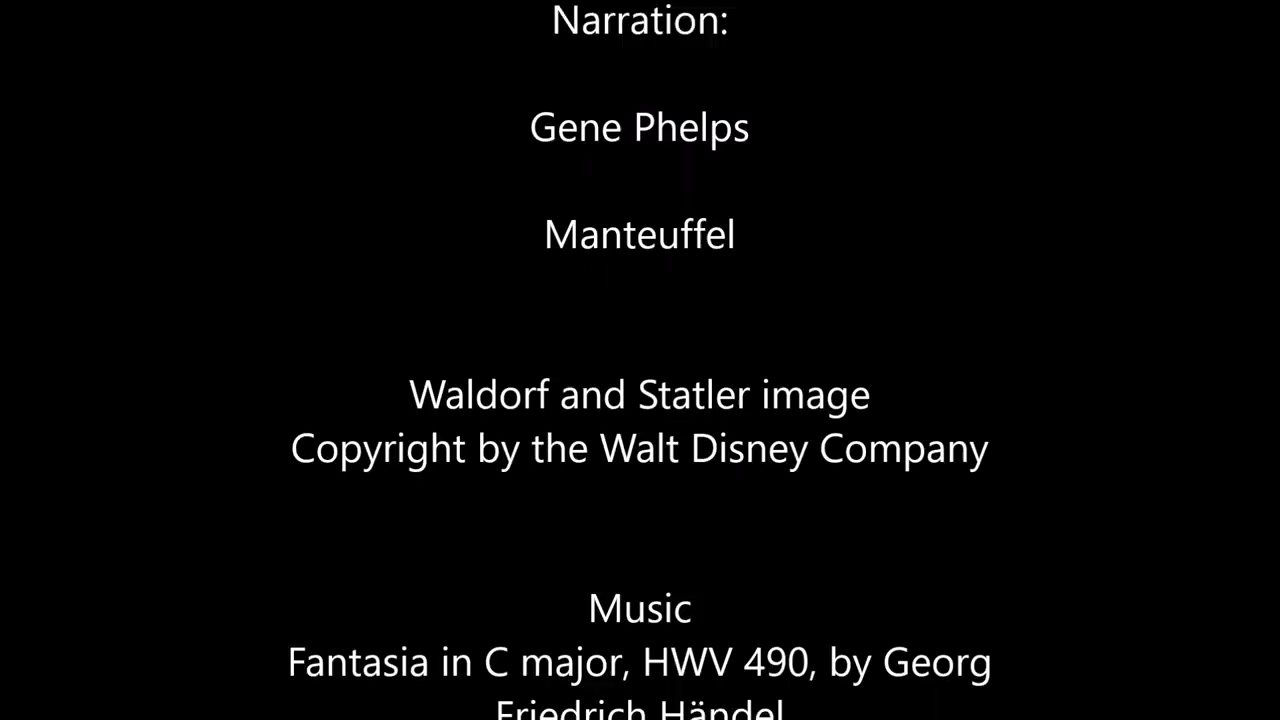 Narration:
Gene Phelps
Manteuffel
Waldorf and Statler image
Copyright by the Walt Disney Company
Music
Fantasia in C major, HWV 490, by Georg
Friedrich Händel